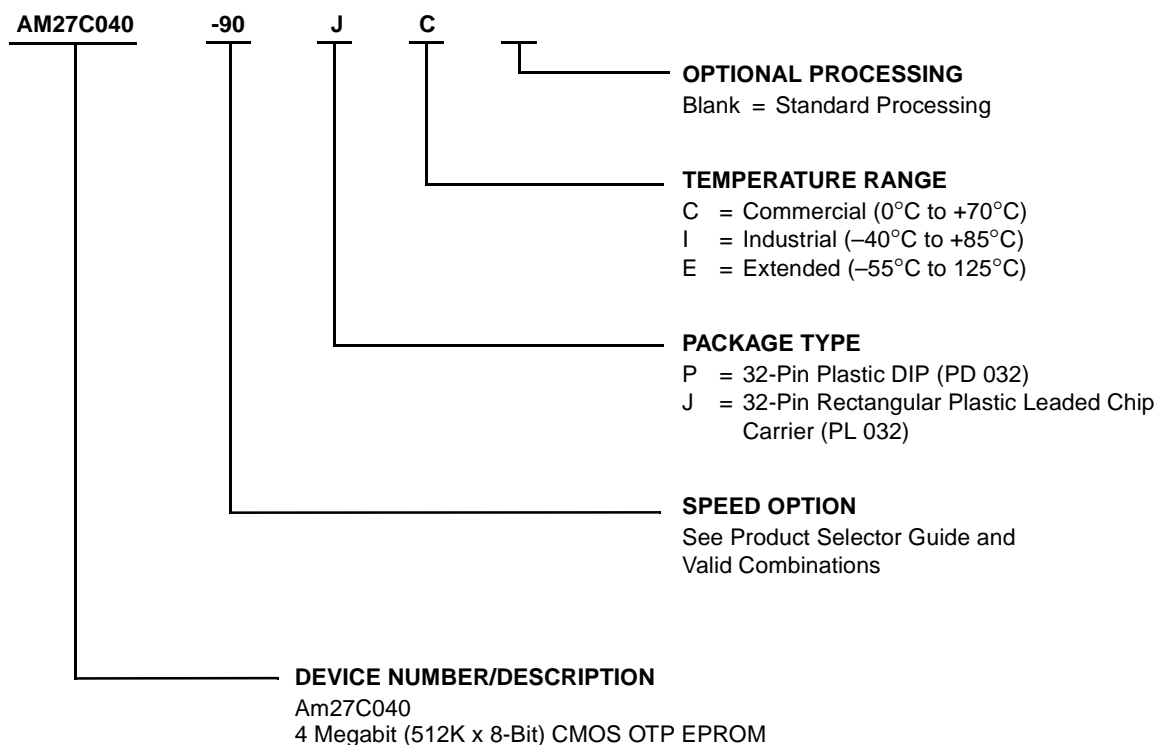 AM27C040 -90 J C
OPTIONAL PROCESSING
Blank = Standard Processing
TEMPERATURE RANGE
C = Commercial (0°C to +70°C)
I = Industrial (–40°C to +85°C)
E = Extended (–55°C to 125°C)
PACKAGE TYPE
P = 32-Pin Plastic DIP (PD 032)
J = 32-Pin Rectangular Plastic Leaded Chip
Carrier (PL 032)
SPEED OPTION
See Product Selector Guide and
Valid Combinations
DEVICE NUMBER/DESCRIPTION
Am27C040
4 Megabit (512K x 8-Bit) CMOS OTP EPROM